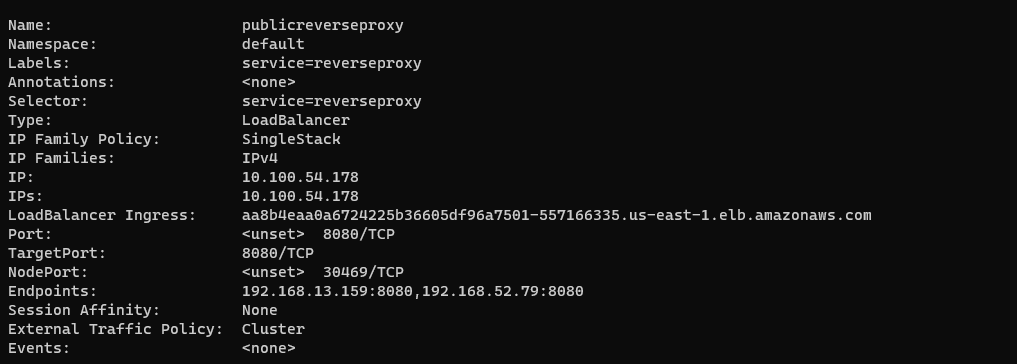 Name: publicreverseproxy
Namespace: default
Labels: service=reverseproxy
Annotations: <none>
Selector: service=reverseproxy
Type: LoadBalancer
IP Family Policy: SingleStack
IP Families: IPv4
IP: 10.100.54.178
IPs: 10.100.54.178
LoadBalancer Ingress: aa8b4eaa0a6724225b36605df96a7501-557166335.us-east-1.elb.amazonaws.com
Port: <unset> 8080/TCP
TargetPort: 8080/TCP
NodePort: <unset> 30469/TCP
Endpoints: 192.168.13.159:8080,192.168.52.79:8080
Session Affinity: None
External Traffic Policy: Cluster
Events: <none>